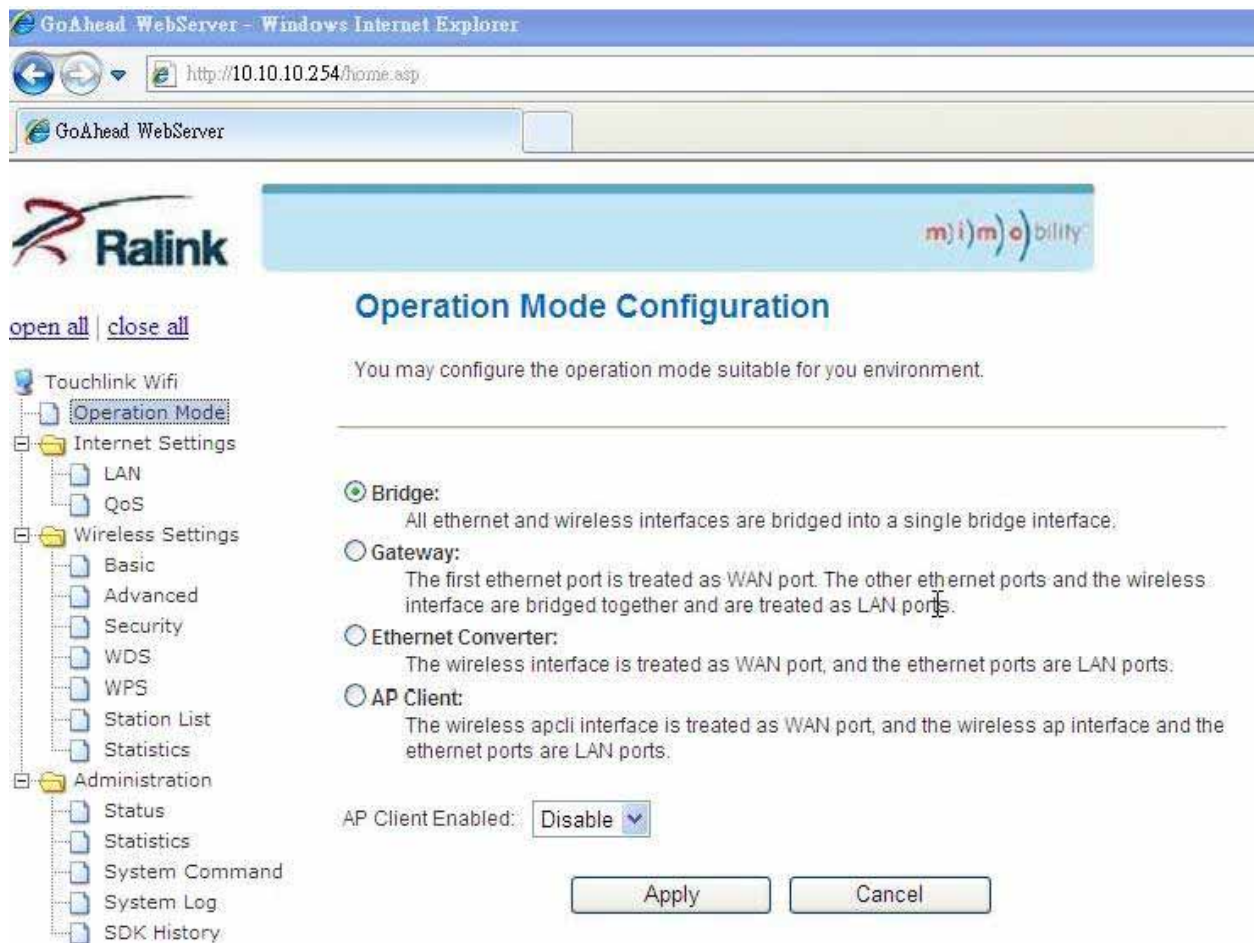 GoAhead WebServer - Windows Internet Explorer
http://10.10.10.254/home.asp
GoAhead WebServer
Ralink
m)i)m)o)bility
open all | close all
Touchlink Wifi
Operation Mode
Internet Settings
LAN
QoS
Wireless Settings
Basic
Advanced
Security
WDS
WPS
Station List
Statistics
Administration
Status
Statistics
System Command
System Log
SDK History
Operation Mode Configuration
You may configure the operation mode suitable for you environment.
Bridge:
All ethernet and wireless interfaces are bridged into a single bridge interface.
Gateway:
The first ethernet port is treated as WAN port. The other ethernet ports and the wireless
interface are bridged together and are treated as LAN ports.
Ethernet Converter:
The wireless interface is treated as WAN port, and the ethernet ports are LAN ports.
AP Client:
The wireless apcli interface is treated as WAN port, and the wireless ap interface and the
ethernet ports are LAN ports.
AP Client Enabled: Disable
Apply Cancel